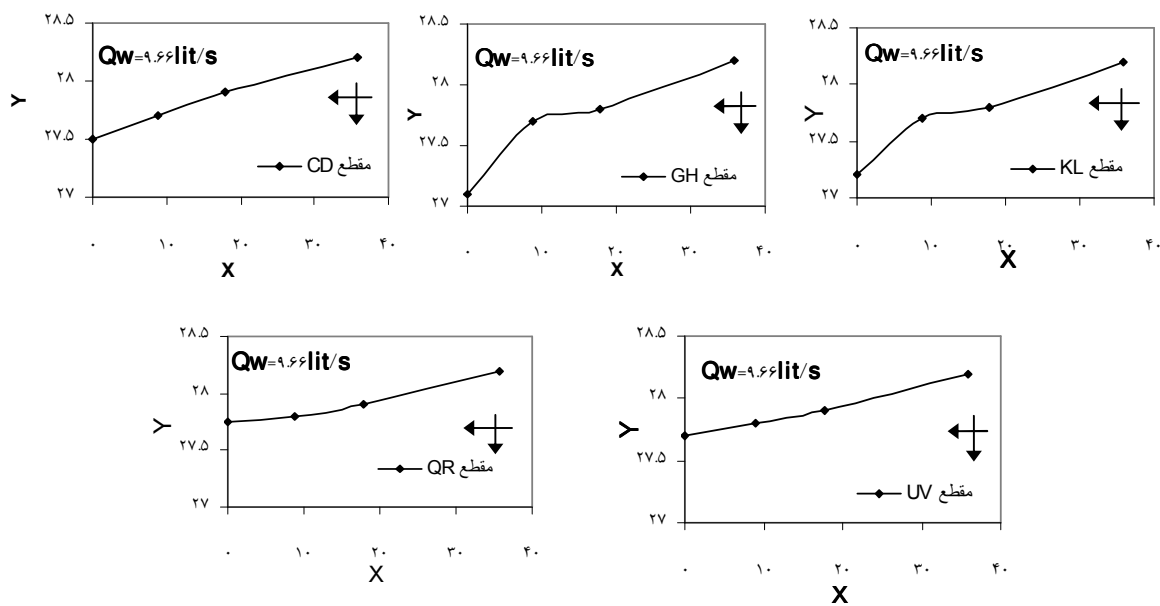 ۲۸.۵
Qw=۹.۶۶lit/s
۲۸
Y
۲۷.۵
مقطع CD
۲۷
۰ ۱۰ ۲۰ ۳۰ ۴۰
X
۲۸.۵
Qw=۹.۶۶lit/s
۲۸
Y
۲۷.۵
مقطع GH
۲۷
۰ ۱۰ ۲۰ ۳۰ ۴۰
X
۲۸.۵
Qw=۹.۶۶lit/s
۲۸
Y
۲۷.۵
مقطع KL
۲۷
۰ ۱۰ ۲۰ ۳۰ ۴۰
X
۲۸.۵
Qw=۹.۶۶lit/s
۲۸
Y
۲۷.۵
مقطع QR
۲۷
۰ ۱۰ ۲۰ ۳۰ ۴۰
X
۲۸.۵
Qw=۹.۶۶lit/s
۲۸
Y
۲۷.۵
مقطع UV
۲۷
۰ ۱۰ ۲۰ ۳۰ ۴۰
X